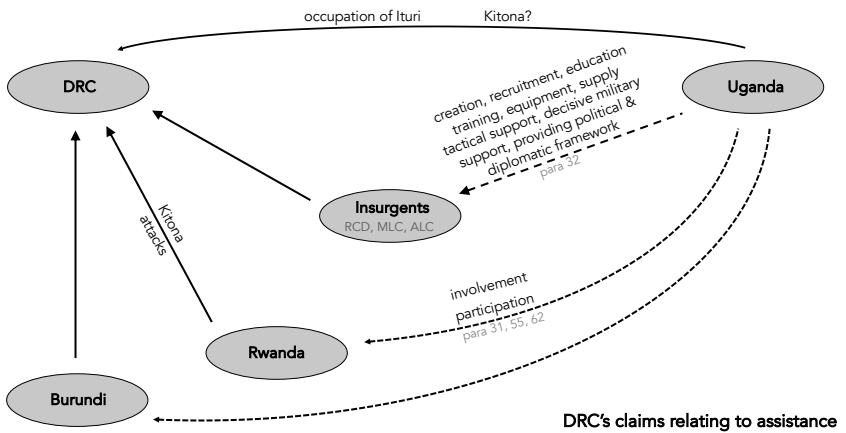 occupation of Ituri
Kitona?
DRC
Uganda
creation, recruitment, education
training, equipment, supply
tactical support, decisive military
support, providing political &
diplomatic framework
para 32
Insurgents
RCD, MLC, ALC
Kitona
attacks
involvement
participation
para 31, 55, 62
Rwanda
Burundi
DRC's claims relating to assistance